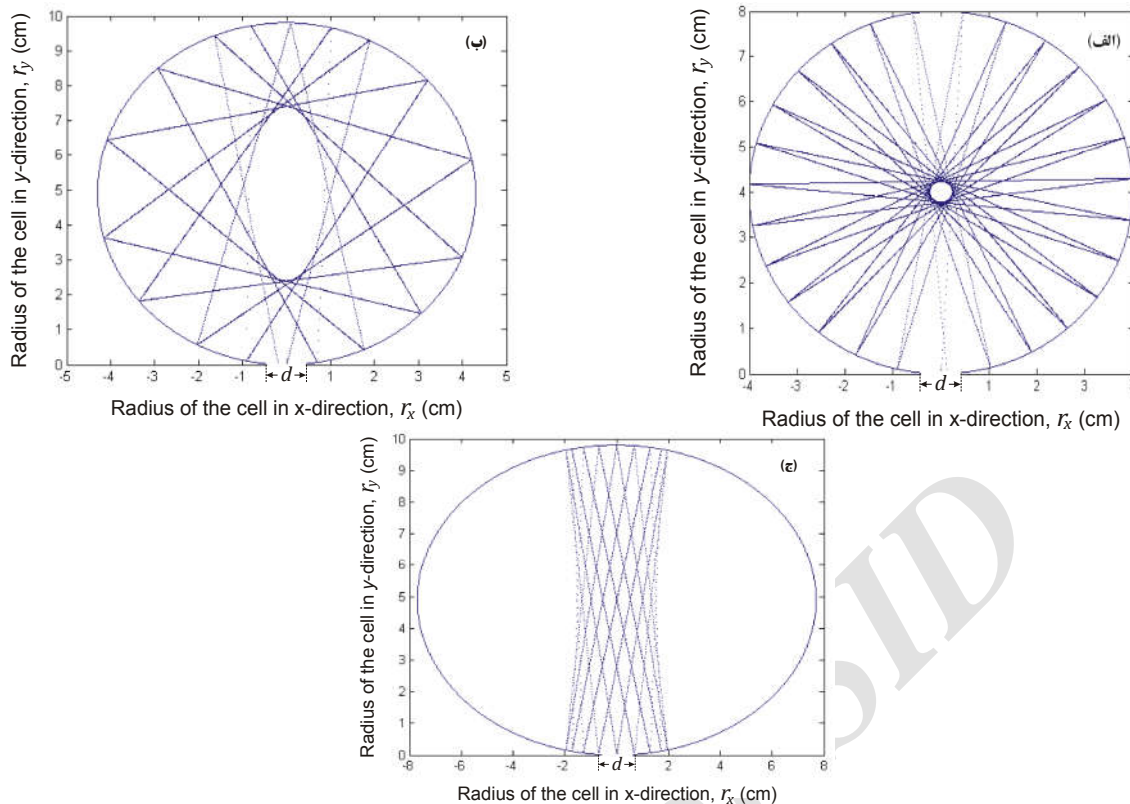 (ب)
Radius of the cell in y-direction, r_y (cm)
10
9
8
7
6
5
4
3
2
1
0
-5 -4 -3 -2 -1 d 1 2 3 4 5
Radius of the cell in x-direction, r_x (cm)
(الف)
Radius of the cell in y-direction, r_y (cm)
8
7
6
5
4
3
2
1
0
-4 -3 -2 -1 d 1 2 3 4
Radius of the cell in x-direction, r_x (cm)
(ج)
Radius of the cell in y-direction, r_y (cm)
10
9
8
7
6
5
4
3
2
1
0
-8 -6 -4 -2 d 2 4 6 8
Radius of the cell in x-direction, r_x (cm)
SID